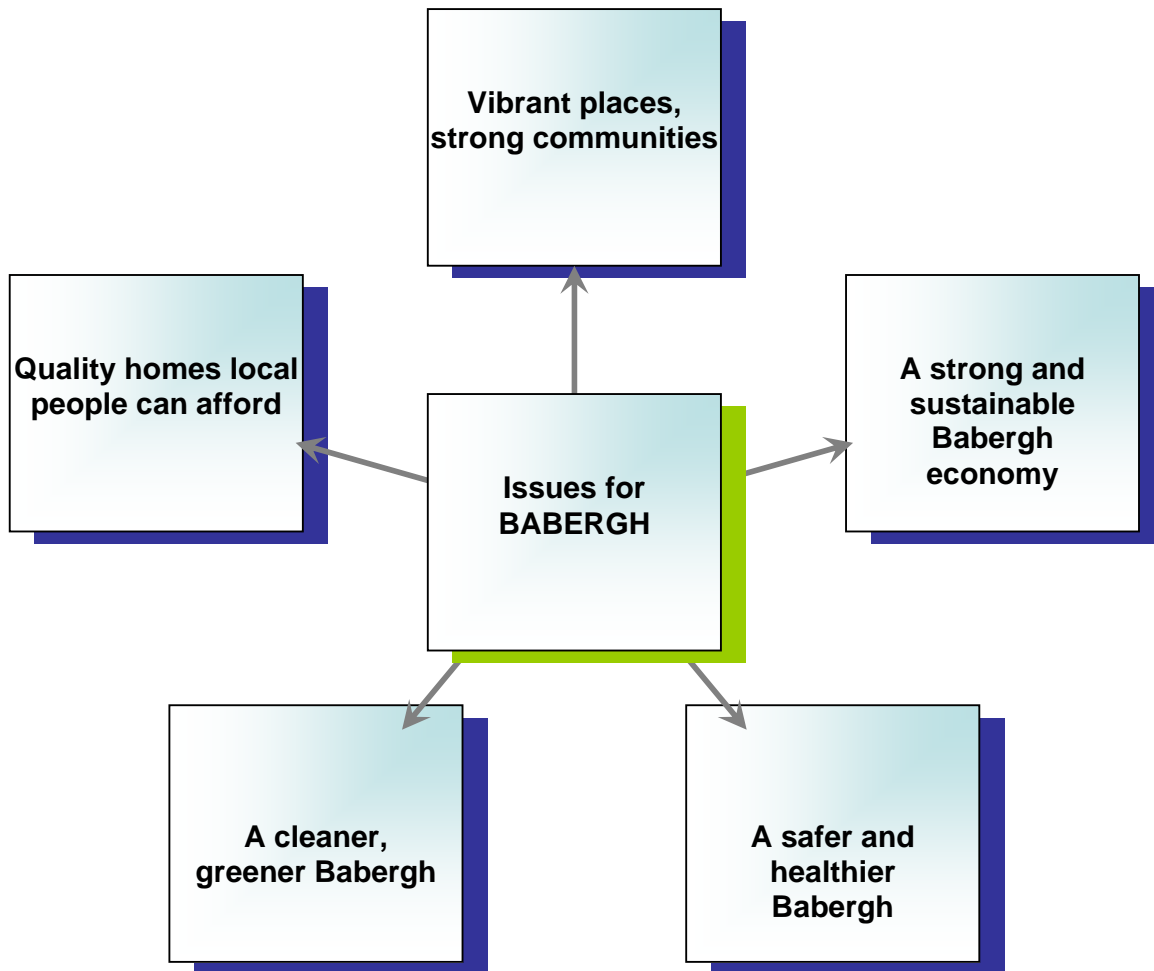 Vibrant places,
strong communities
Quality homes local
people can afford
A strong and
sustainable
Babergh
economy
Issues for
BABERGH
A cleaner,
greener Babergh
A safer and
healthier
Babergh